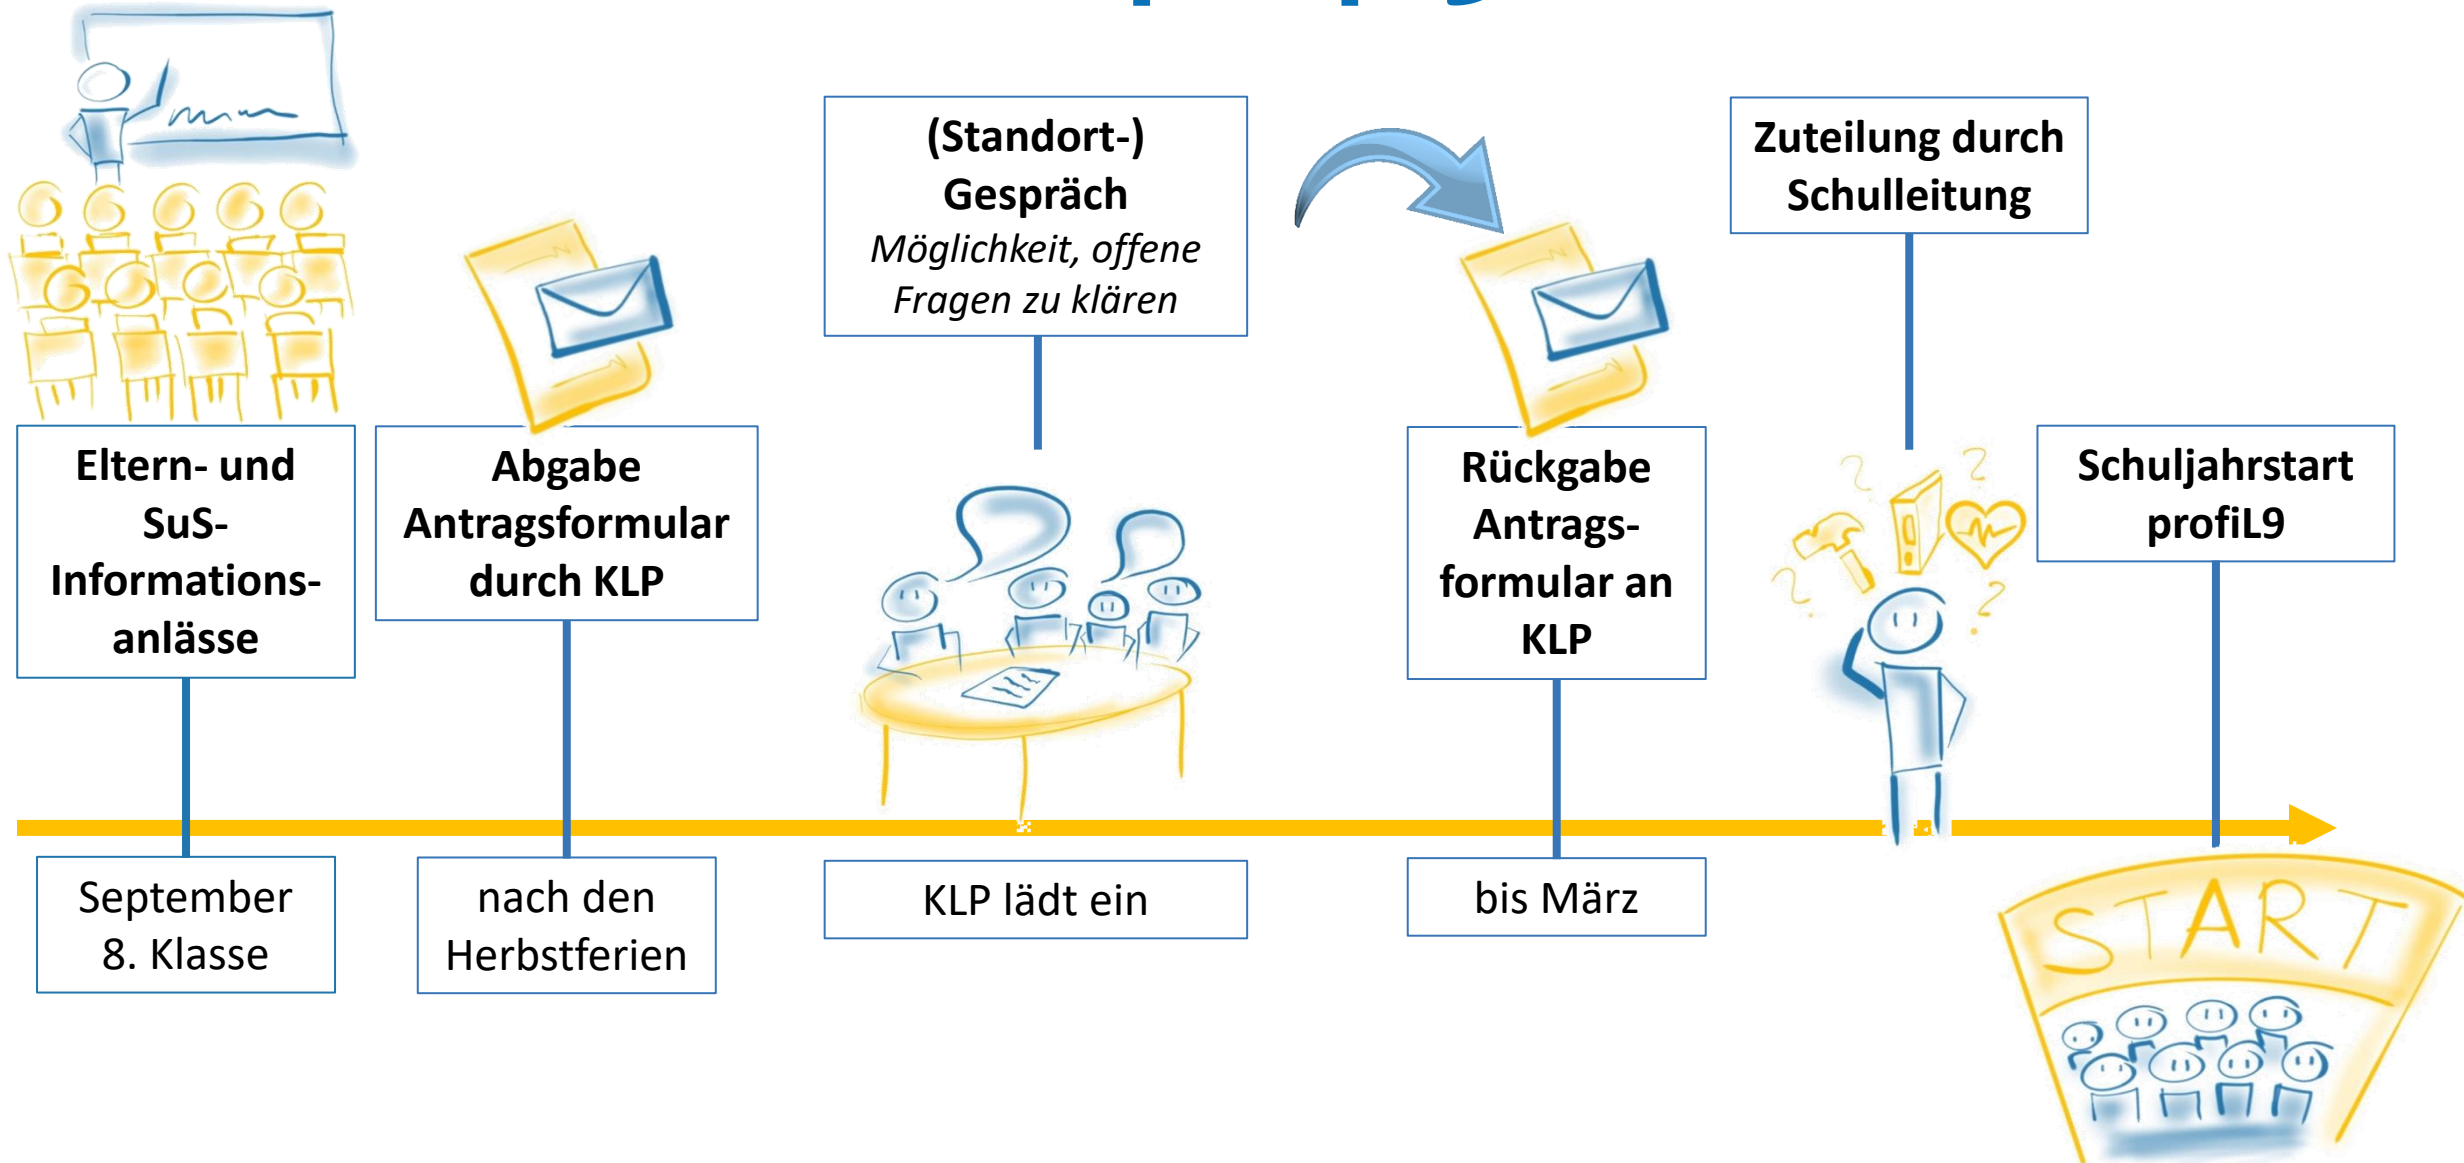 Eltern- und
SuS-
Informations-
anlässe
September
8. Klasse
Abgabe
Antragsformular
durch KLP
nach den
Herbstferien
(Standort-)
Gespräch
Möglichkeit, offene
Fragen zu klären
KLP lädt ein
Rückgabe
Antrags-
formular an
KLP
bis März
Zuteilung durch
Schulleitung
Schuljahrstart
profiL9
START